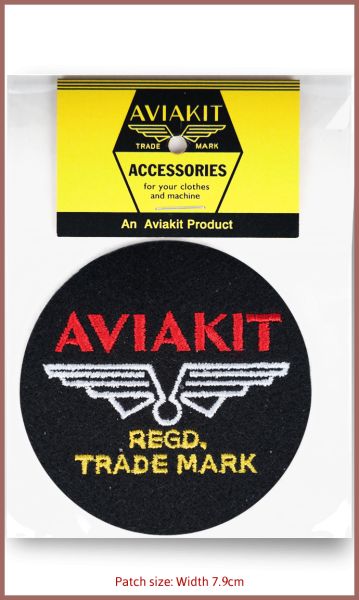 AVIAKIT
TRADE MARK
ACCESSORIES
for your clothes
and machine
An Aviakit Product
AVIAKIT
REGD.
TRADE MARK
Patch size: Width 7.9cm